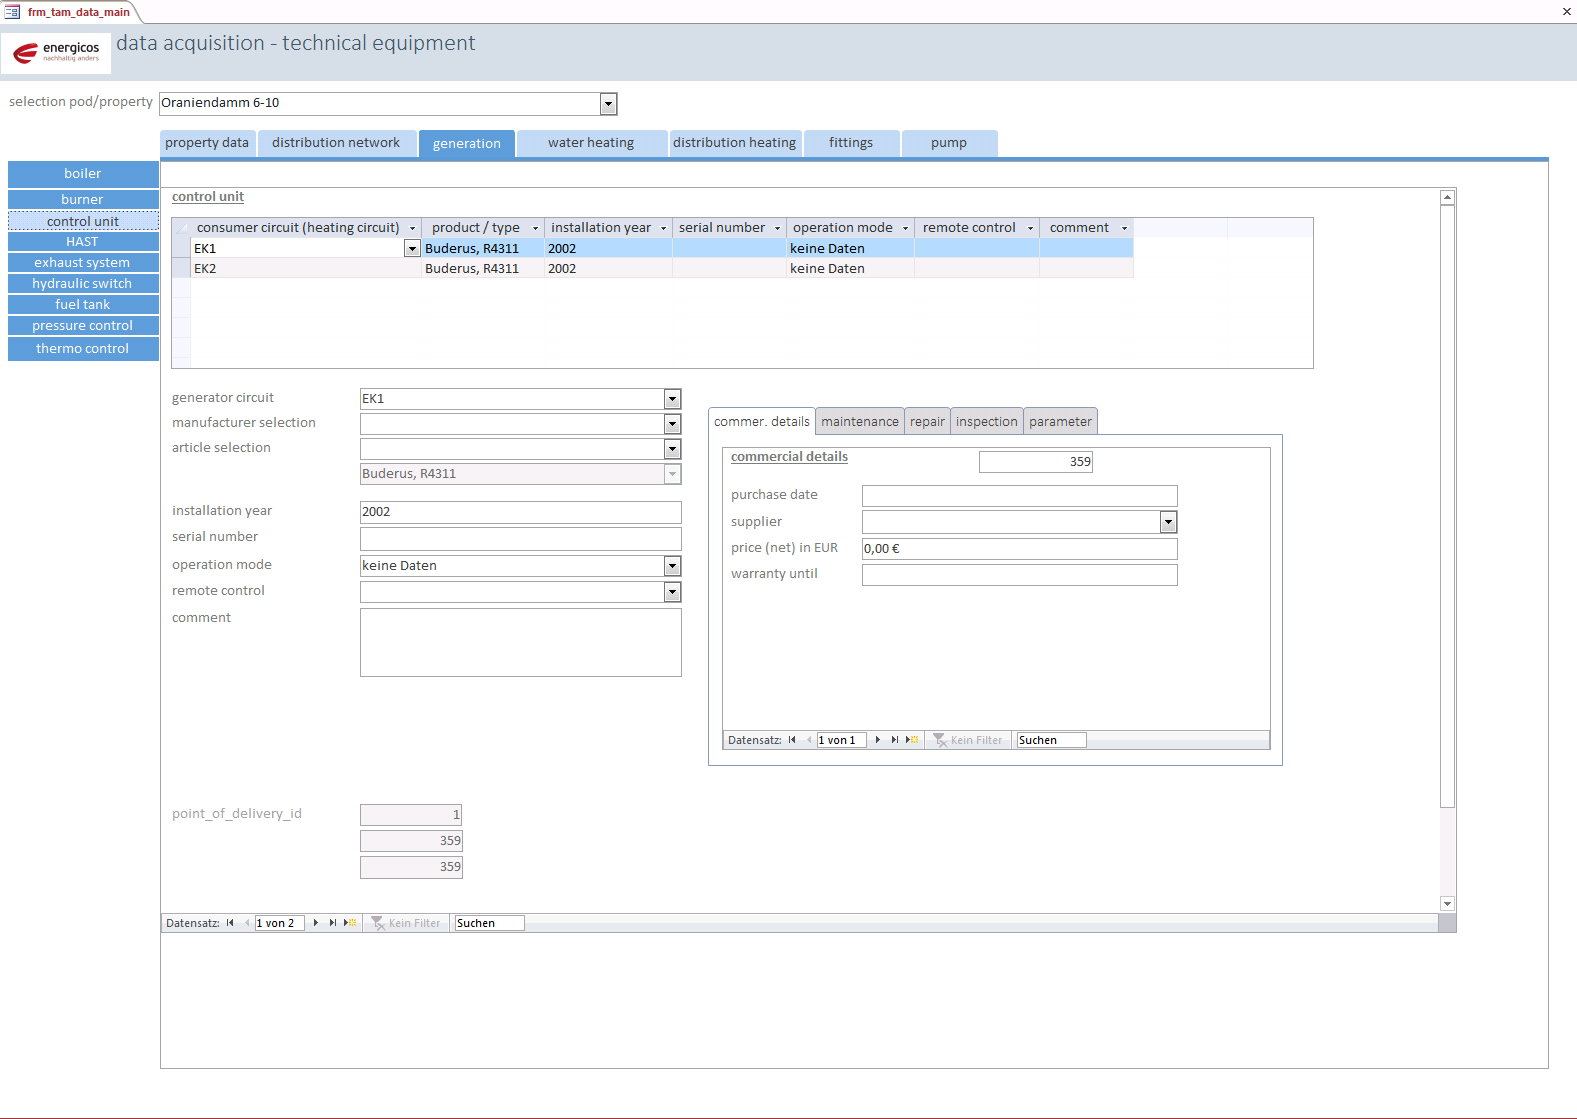 frm_tam_data_main
energicos
nachhaltig anders
data acquisition - technical equipment
selection pod/property Oraniendamm 6-10
property data distribution network generation water heating distribution heating fittings pump
boiler
burner
control unit
HAST
exhaust system
hydraulic switch
fuel tank
pressure control
thermo control
control unit
consumer circuit (heating circuit) product / type installation year serial number operation mode remote control comment
EK1 Buderus, R4311 2002 keine Daten
EK2 Buderus, R4311 2002 keine Daten
generator circuit EK1
manufacturer selection
article selection
Buderus, R4311
installation year 2002
serial number
operation mode keine Daten
remote control
comment
commer. details maintenance repair inspection parameter
commercial details 359
purchase date
supplier
price (net) in EUR 0,00 €
warranty until
Datensatz: 1 von 1 Kein Filter Suchen
point_of_delivery_id 1
359
359
Datensatz: 1 von 2 Kein Filter Suchen